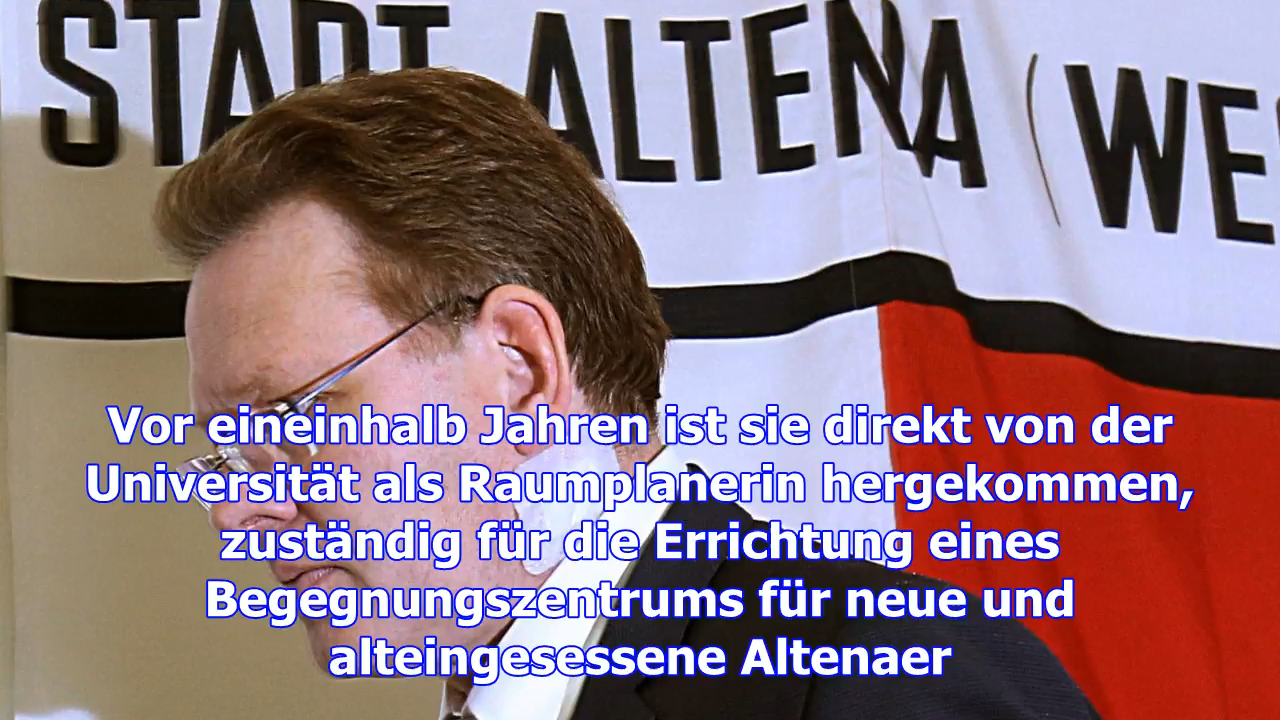 STADT ALTENA (WE
Vor eineinhalb Jahren ist sie direkt von der
Universität als Raumplanerin hergekommen,
zuständig für die Errichtung eines
Begegnungszentrums für neue und
alteingesessene Altenaer